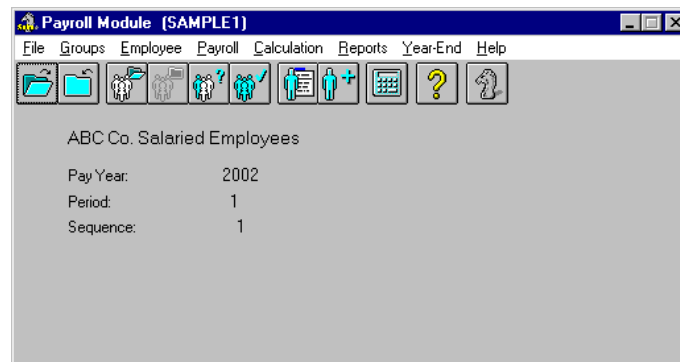 Payroll Module (SAMPLE1)
File Groups Employee Payroll Calculation Reports Year-End Help
ABC Co. Salaried Employees
Pay Year: 2002
Period: 1
Sequence: 1